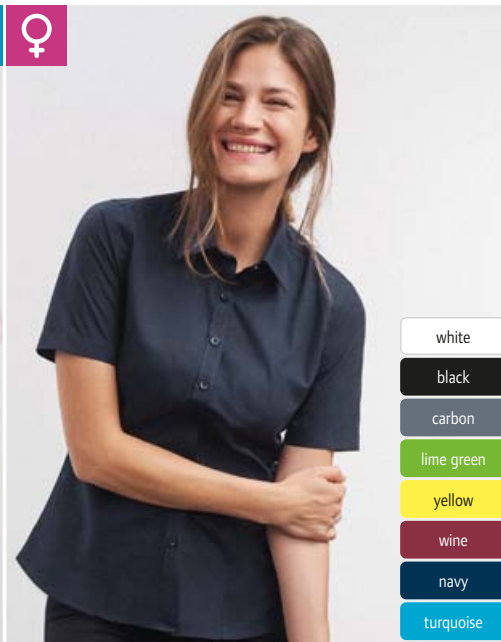 white
black
carbon
lime green
yellow
wine
navy
turquoise